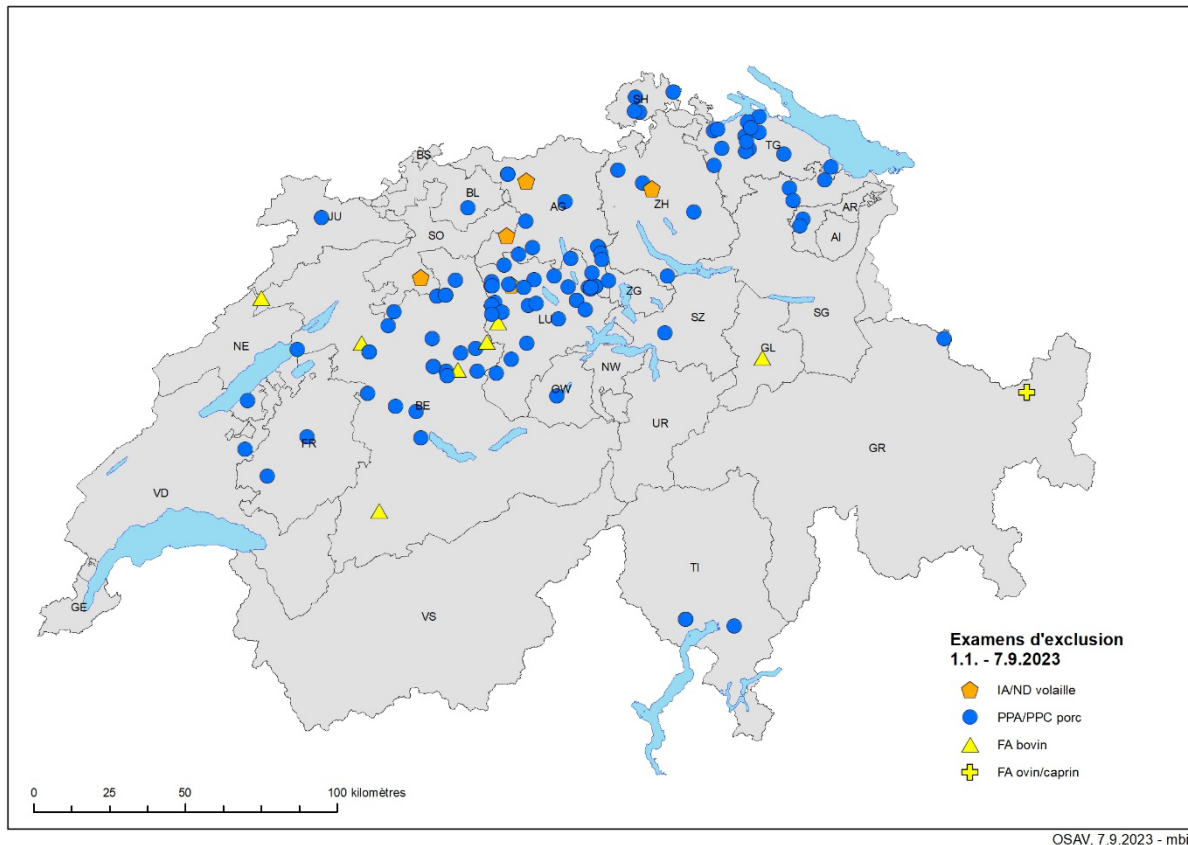 SH
TG
BS
BL
AG
ZH
JU
AR
SO
AI
ZG
LU
SZ
SG
NE
GL
NW
OW
BE
UR
FR
GR
VD
TI
GE
VS
Examens d'exclusion
1.1. - 7.9.2023
IA/ND volaille
PPA/PPC porc
FA bovin
FA ovin/caprin
0 25 50 100 kilomètres
OSAV, 7.9.2023 - mbi